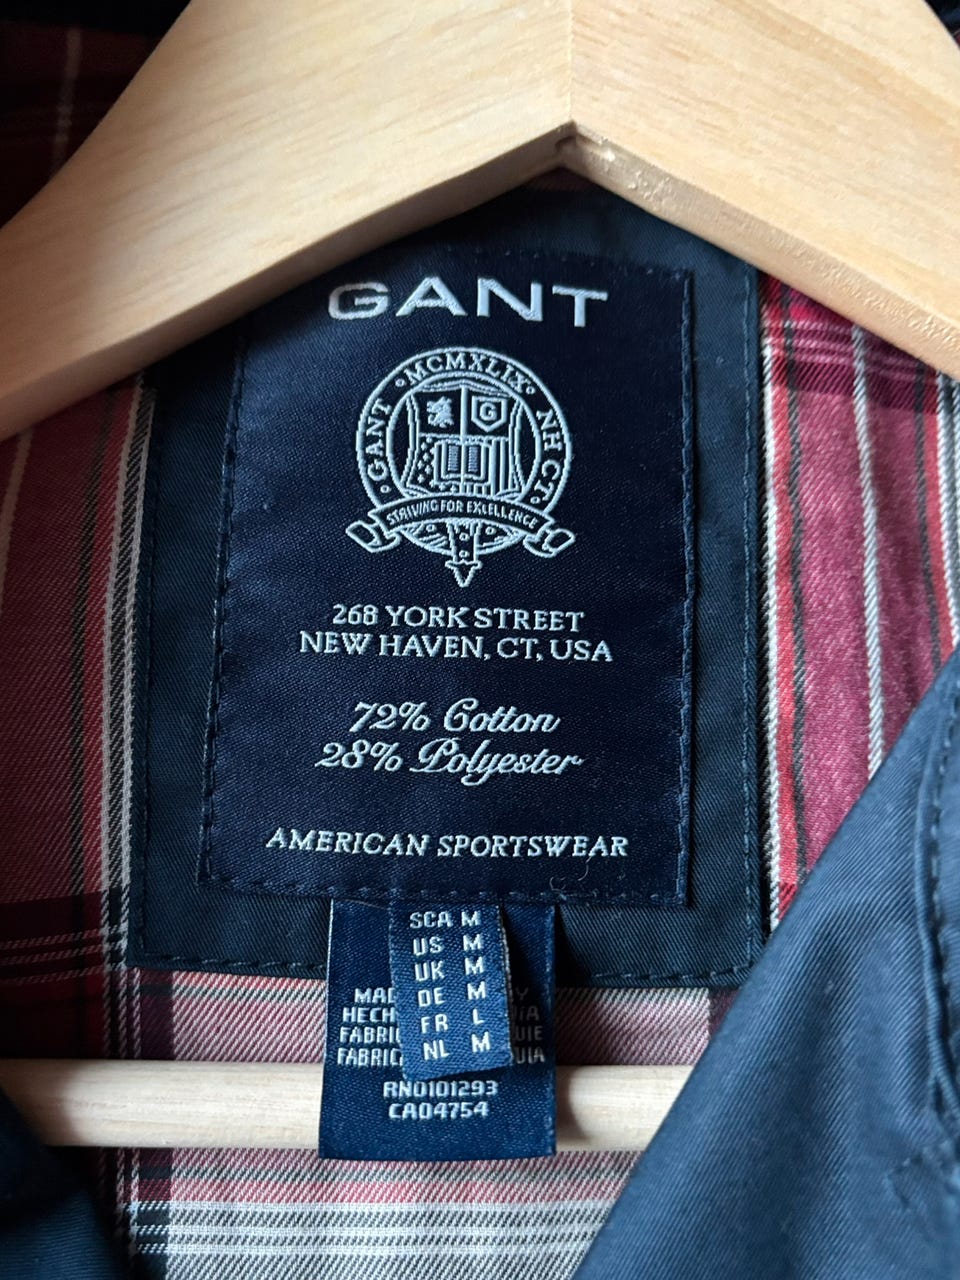 GANT
MCMXLIX
GANT
NH CT
G
STRIVING FOR EXCELLENCE
268 YORK STREET
NEW HAVEN, CT, USA
72% Cotton
28% Polyester
AMERICAN SPORTSWEAR
SCA M
US M
UK M
DE M
FR L
NL M
RN0101293
CA04754